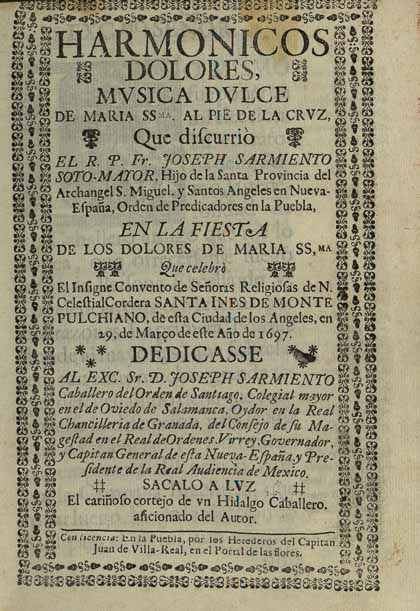 HARMONICOS
DOLORES,
MVSICA DVLCE
DE MARIA SSMA. AL PIE DE LA CRVZ,
Que discurriò
EL R. P. Fr. JOSEPH SARMIENTO
SOTO-MAYOR, Hijo de la Santa Provincia del
Archangel S. Miguel, y Santos Angeles en Nueva-
España, Orden de Predicadores en la Puebla,
EN LA FIESTA
DE LOS DOLORES DE MARIA SS,MA
Que celebrò
El Insigne Convento de Señoras Religiosas de N.
Celestial Cordera SANTA INES DE MONTE
PULCHIANO, de esta Ciudad de los Angeles, en
29, de Março de este Año de 1697.
DEDICASSE
AL EXC. Sr. D. JOSEPH SARMIENTO
Caballero del Orden de Santiago, Colegial mayor
en el de Oviedo de Salamanca, Oydor en la Real
Chancilleria de Granada, del Consejo de su Ma
gestad en el Real de Ordenes, Virrey, Governador,
y Capitan General de esta Nueva-España, y Pre-
sidente de la Real Audiencia de Mexico.
SACALO A LVZ
El cariñoso cortejo de vn Hidalgo Caballero.
aficionado del Autor.
Con licencia: En la Puebla, por los Herederos del Capitan
Juan de Villa-Real, en el Portal de las flores.